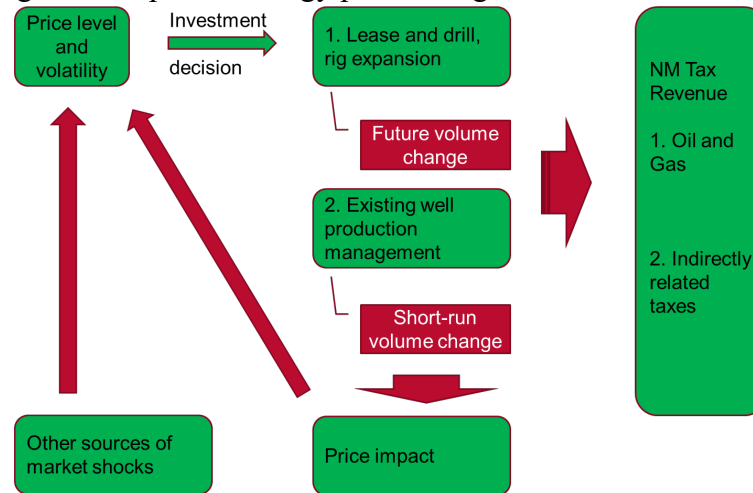 Price level
and
volatility
Investment
decision
1. Lease and drill,
rig expansion
Future volume
change
2. Existing well
production
management
Short-run
volume change
Other sources of
market shocks
Price impact
NM Tax
Revenue
1. Oil and
Gas
2. Indirectly
related
taxes